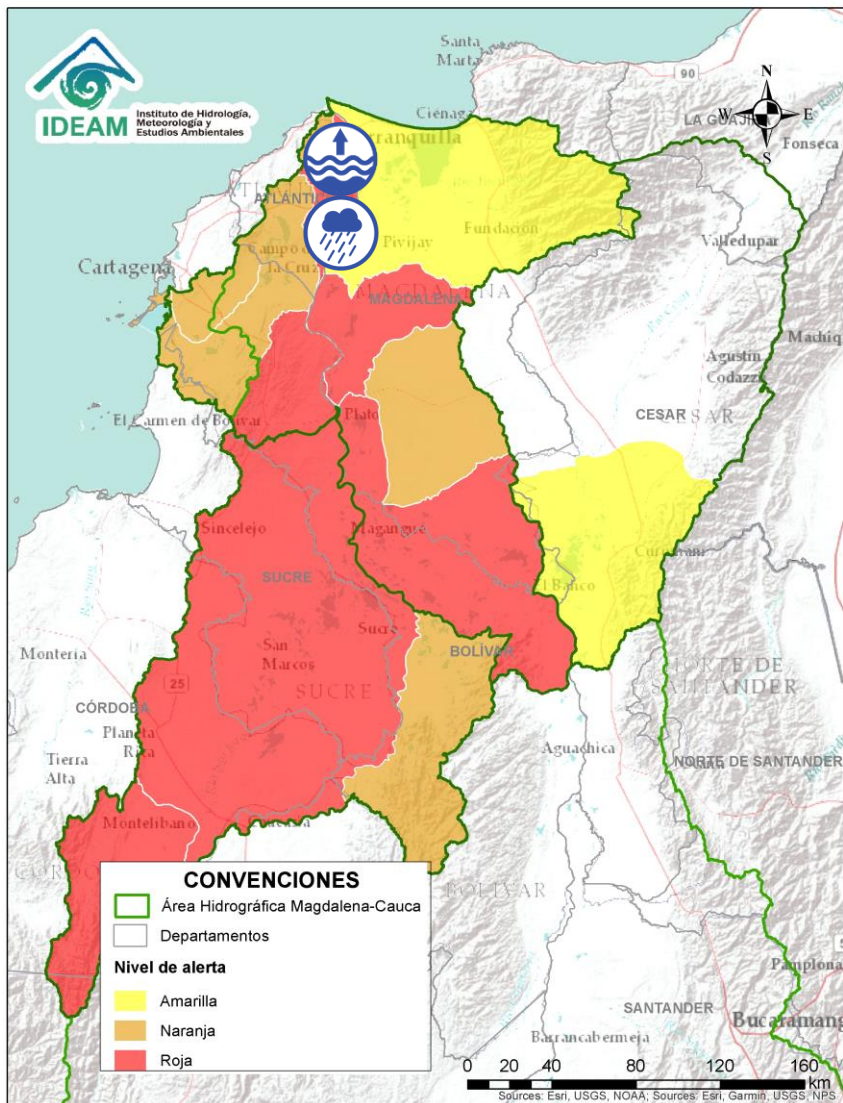 IDEAM
Instituto de Hidrología,
Meteorología y
Estudios Ambientales
Santa
Marta
90
N
W
E
S
Ciénaga
LA GUAJIRA
Fonseca
Valledupar
Cartagena
Pivijay
Fundación
la Cruz
MAGDALENA
Agustín
Codazzi
El Carmen de Bolívar
Plato
CESAR
CESAR
Sincelejo
Magangué
SUCRE
El Banco
Sucre
San
Marcos
SUCRE
BOLÍVAR
Montería
25
CÓRDOBA
Planeta
Rica
Tierra
Alta
NORTE DE
SANTANDER
Aguachica
NORTE DE SANTANDER
Montelíbano
BOLÍVAR
CONVENCIONES
Área Hidrográfica Magdalena-Cauca
Departamentos
Nivel de alerta
Amarilla
Naranja
Roja
Pamplona
SANTANDER
Bucaramang
Barrancabermeja
0 20 40 80 120 160
km
Sources: Esri, USGS, NOAA; Sources: Esri, Garmin, USGS, NPS